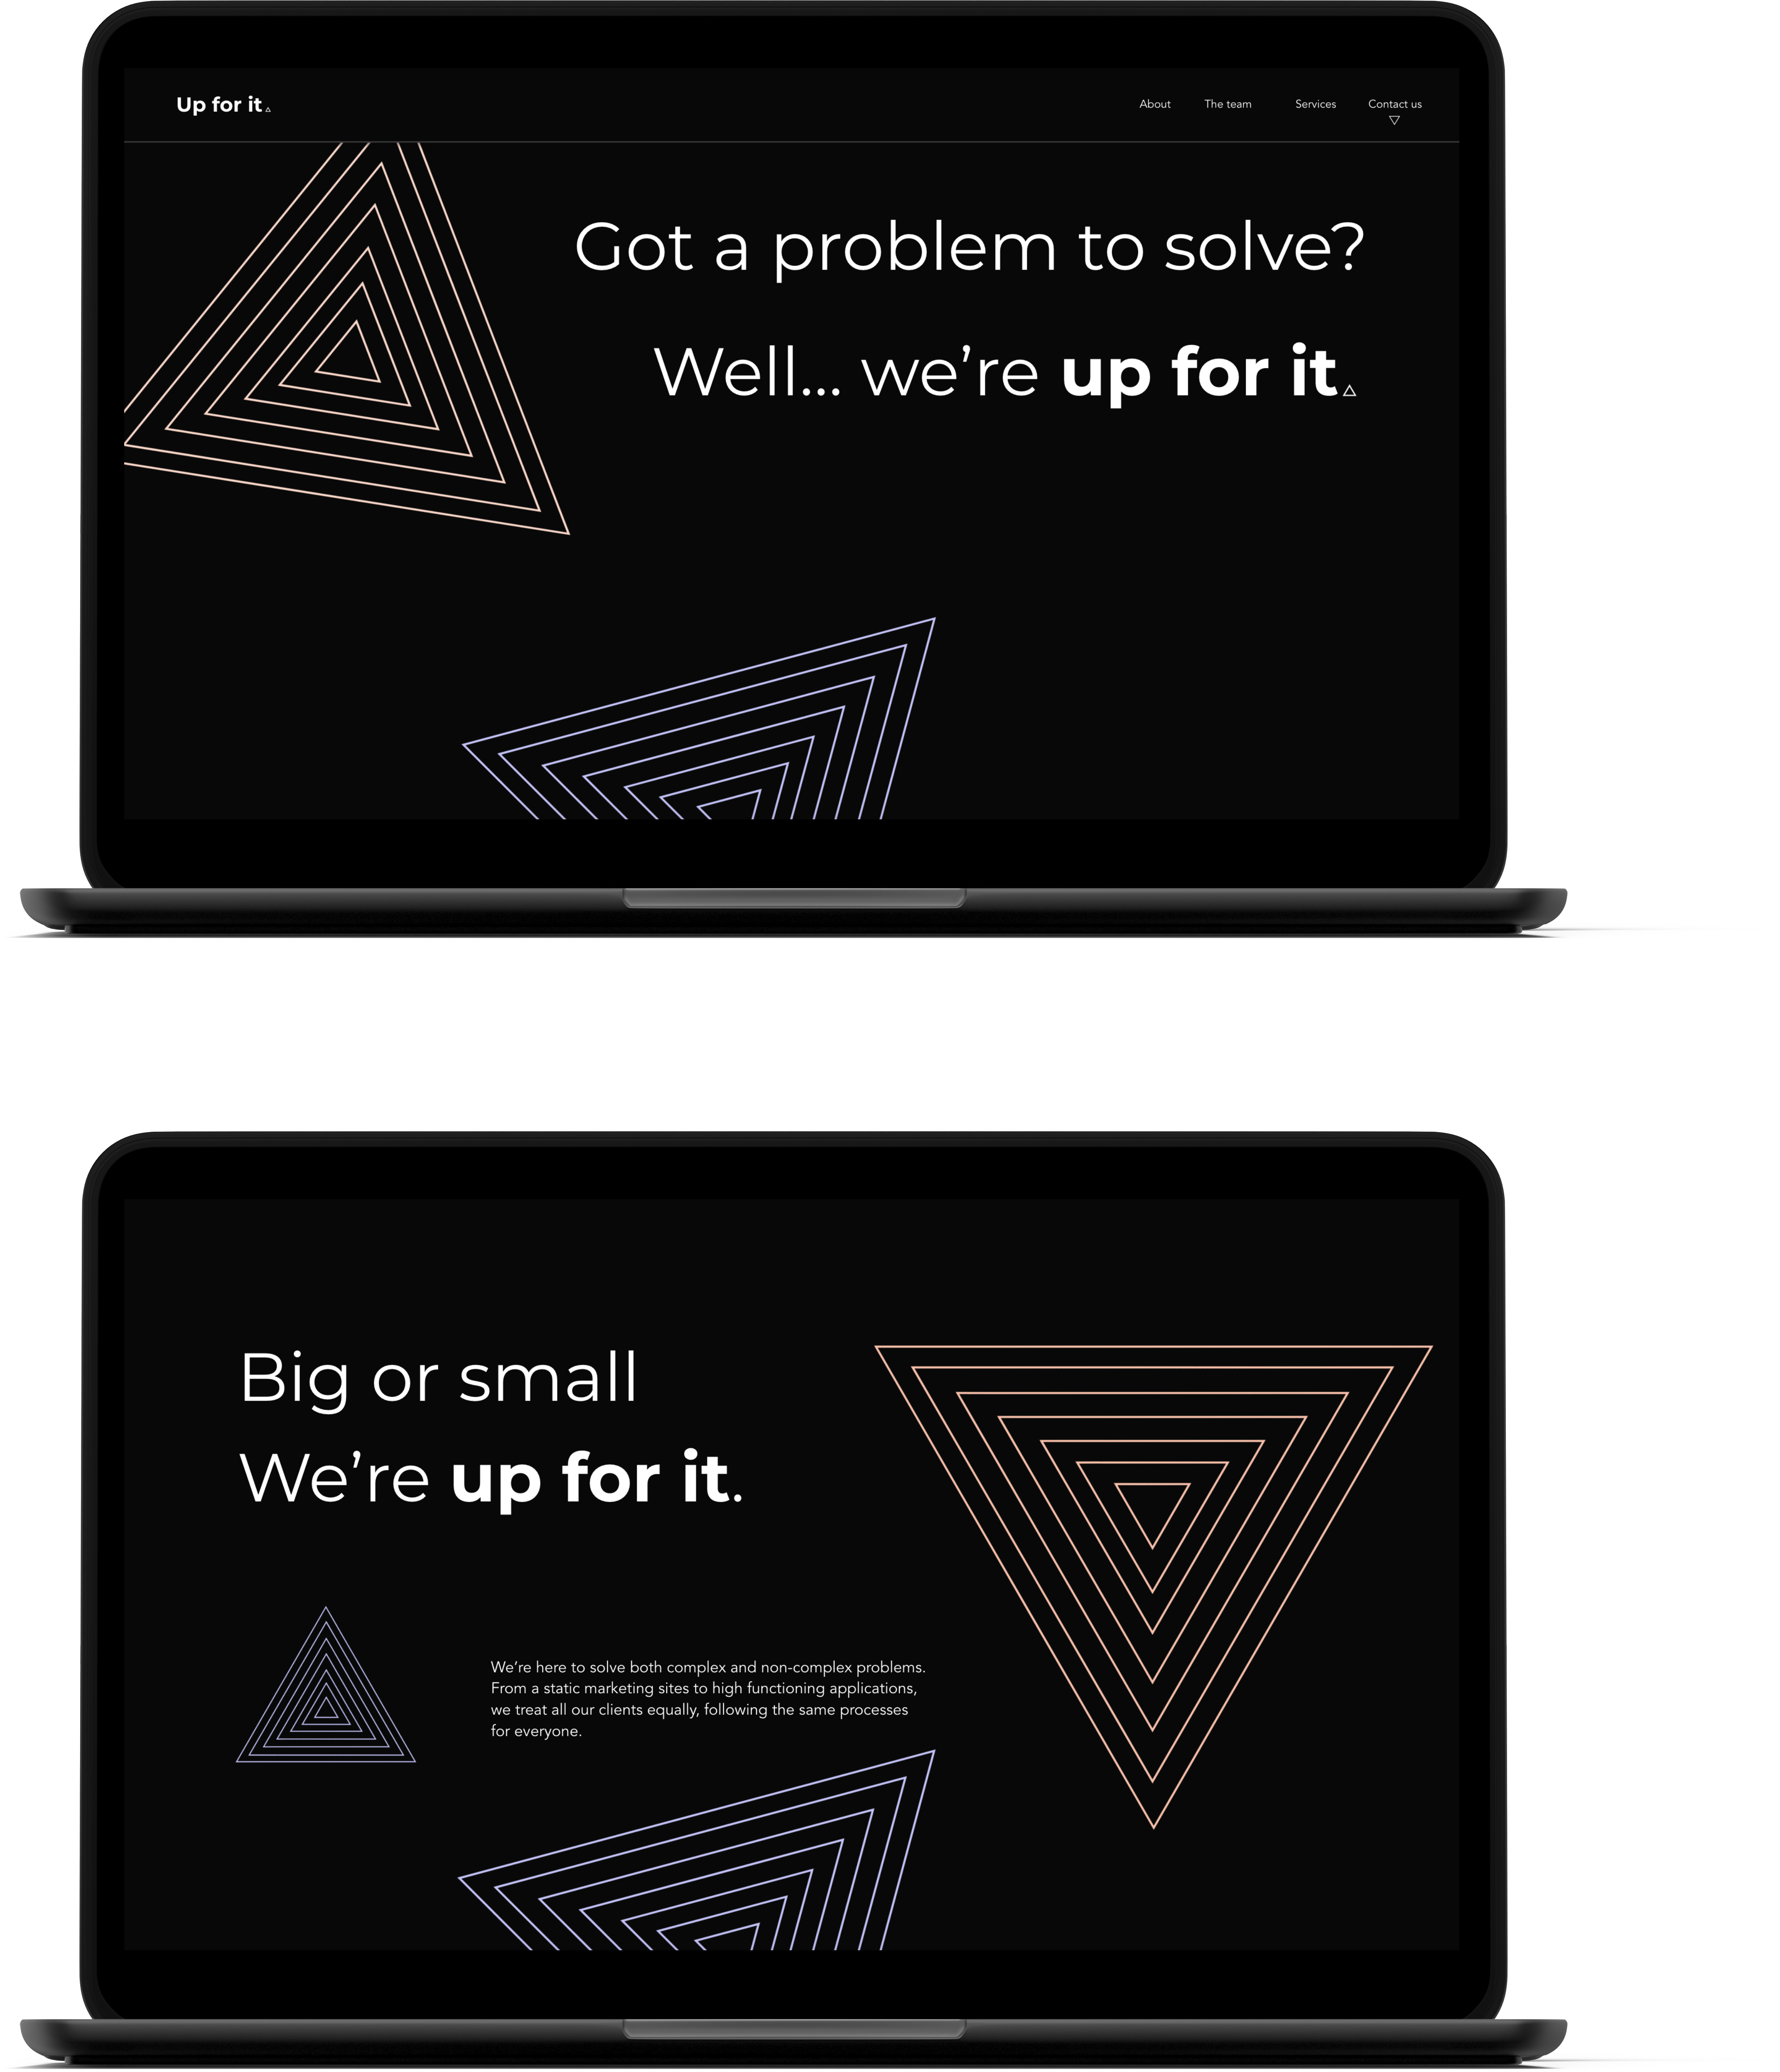 Up for it
About The team Services Contact us
Got a problem to solve?
Well... we’re up for it
Big or small
We’re up for it.
We’re here to solve both complex and non-complex problems.
From a static marketing sites to high functioning applications,
we treat all our clients equally, following the same processes
for everyone.